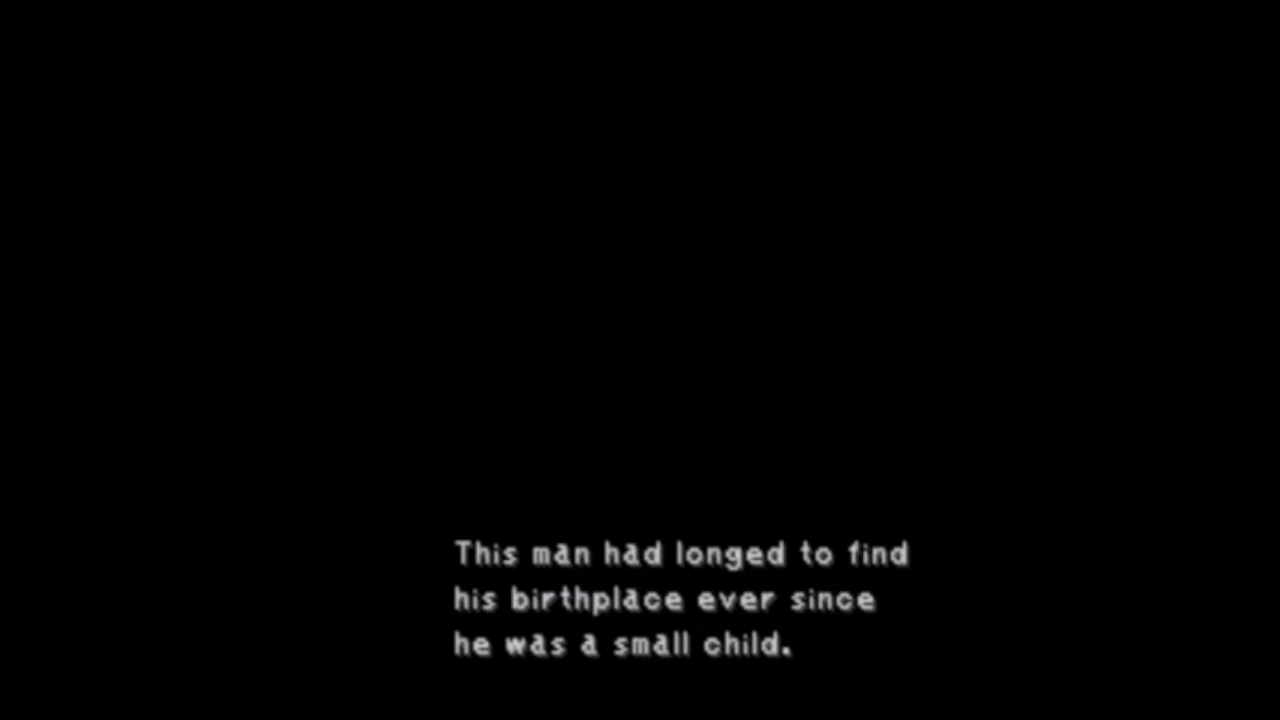 This man had longed to find
his birthplace ever since
he was a small child.